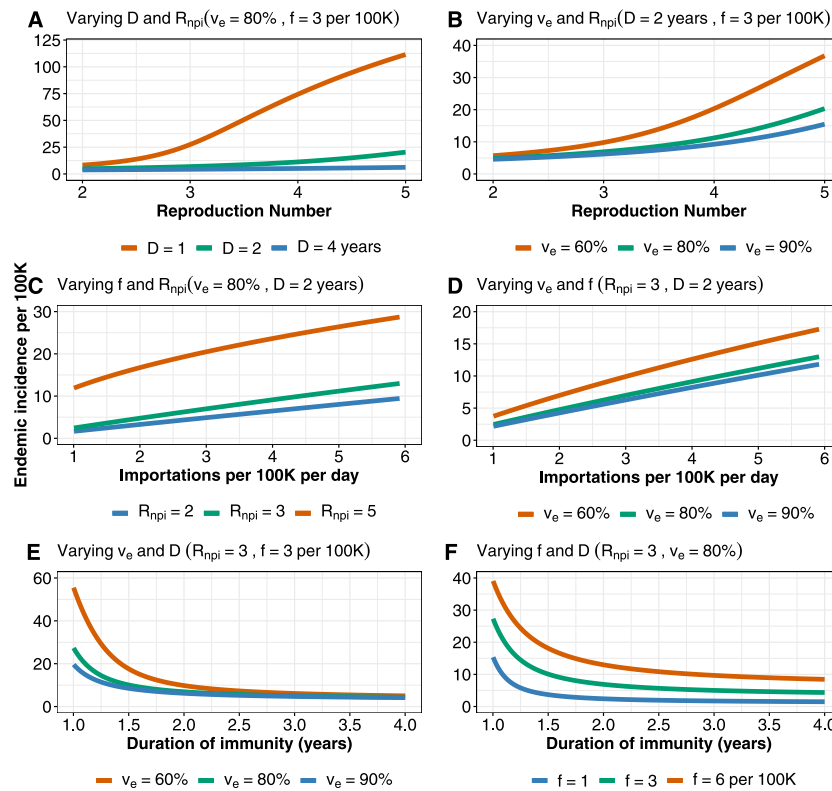 A Varying D and Rnpi(ve = 80% , f = 3 per 100K)
125
100
75
50
25
0
2 3 4 5
Reproduction Number
D = 1 D = 2 D = 4 years
B Varying ve and Rnpi(D = 2 years , f = 3 per 100K)
40
30
20
10
0
2 3 4 5
Reproduction Number
ve = 60% ve = 80% ve = 90%
Endemic incidence per 100K
C Varying f and Rnpi(ve = 80% , D = 2 years)
30
20
10
0
1 2 3 4 5 6
Importations per 100K per day
Rnpi = 2 Rnpi = 3 Rnpi = 5
D Varying ve and f (Rnpi = 3 , D = 2 years)
20
15
10
5
0
1 2 3 4 5 6
Importations per 100K per day
ve = 60% ve = 80% ve = 90%
E Varying ve and D (Rnpi = 3 , f = 3 per 100K)
60
40
20
0
1.0 1.5 2.0 2.5 3.0 3.5 4.0
Duration of immunity (years)
ve = 60% ve = 80% ve = 90%
F Varying f and D (Rnpi = 3 , ve = 80%)
40
30
20
10
0
1.0 1.5 2.0 2.5 3.0 3.5 4.0
Duration of immunity (years)
f = 1 f = 3 f = 6 per 100K